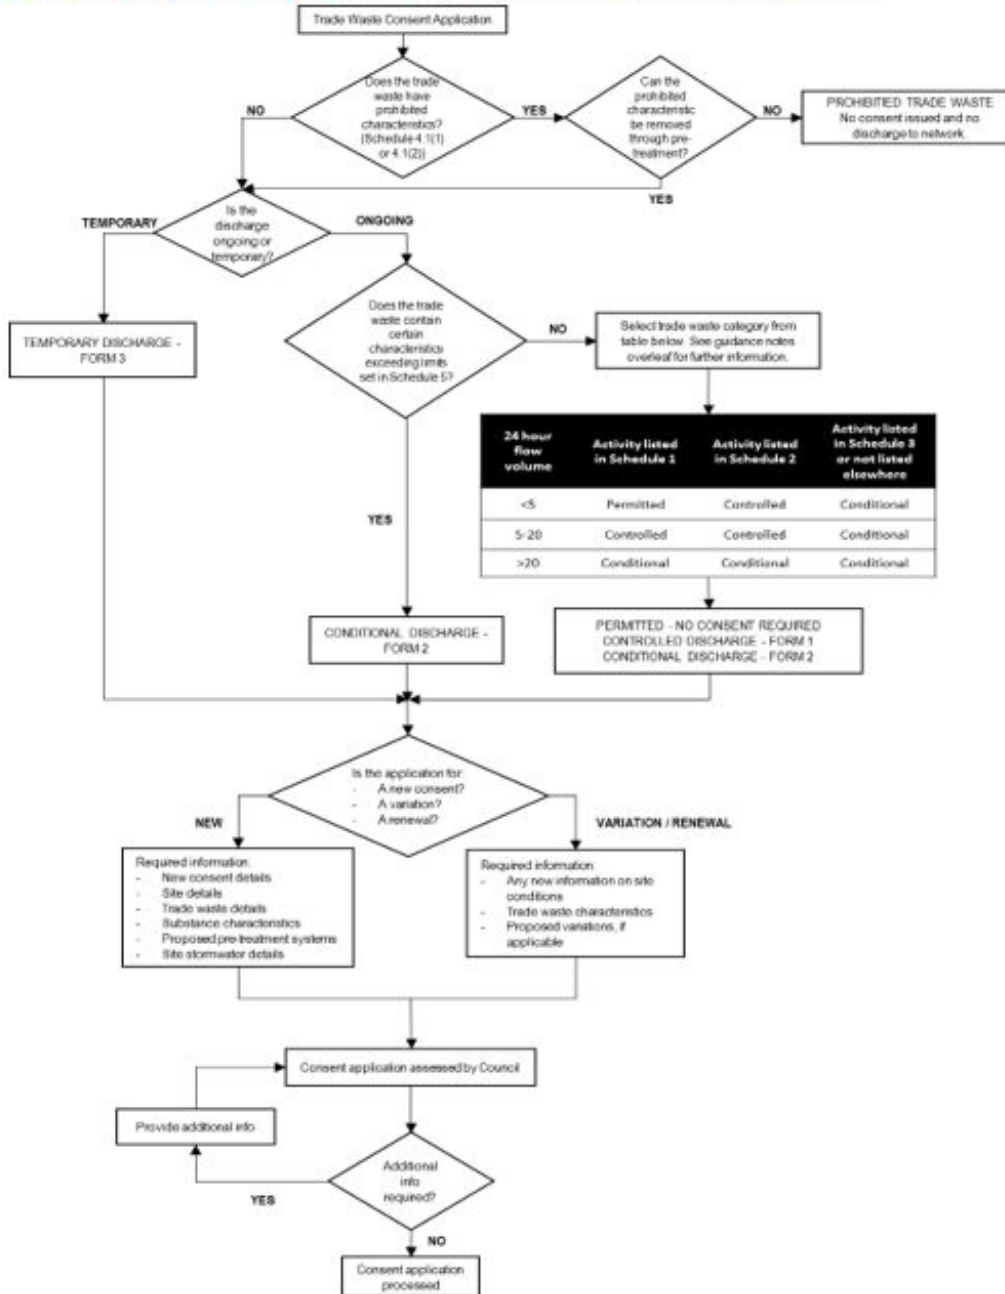 Trade Waste Consent Application
Does the trade
waste have
prohibited
characteristics?
(Schedule 4.1(1)
or 4.1(2))
NO
YES
Can the
prohibited
characteristic
be removed
through pre-
treatment?
NO
PROHIBITIED TRADE WASTE
No consent issued and no
discharge to network.
YES
TEMPORARY
Is the
discharge
ongoing or
temporary?
ONGOING
TEMPORARY DISCHARGE -
FORM 3
Does the trade
waste contain
certain
characteristics
exceeding limits
set in Schedule 5?
NO
Select trade waste category from
table below. See guidance notes
overleaf for further information.
24 hour flow volume | Activity listed in Schedule 1 | Activity listed in Schedule 2 | Activity listed in Schedule 3 or not listed elsewhere
<5 Permitted Controlled Conditional
5-20 Controlled Controlled Conditional
>20 Conditional Conditional Conditional
YES
CONDITIONAL DISCHARGE -
FORM 2
PERMITTED - NO CONSENT REQUIRED
CONTROLLED DISCHARGE - FORM 1
CONDITIONAL DISCHARGE - FORM 2
Is the application for:
- A new consent?
- A variation?
- A renewal?
NEW
VARIATION / RENEWAL
Required information:
- New consent details
- Site details
- Trade waste details
- Substance characteristics
- Proposed pre-treatment systems
- Site stormwater details
Required information:
- Any new information on site
conditions
- Trade waste characteristics
- Proposed variations, if
applicable
Consent application assessed by Council
Provide additional info
Additional
info
required?
YES
NO
Consent application
processed